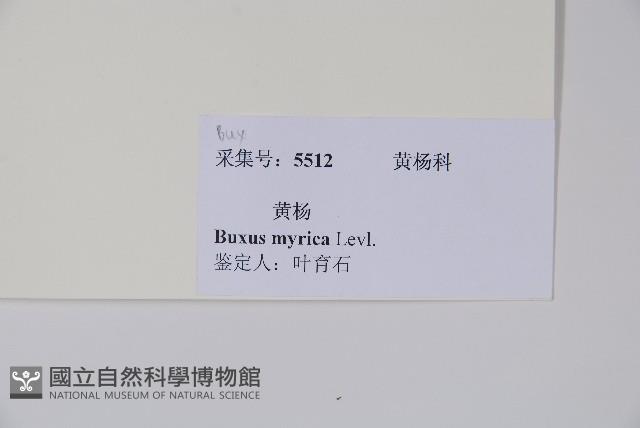 Bux
采集号：5512 黄杨科
黄杨
Buxus myrica Levl.
鉴定人：叶育石
國立自然科學博物館
NATIONAL MUSEUM OF NATURAL SCIENCE